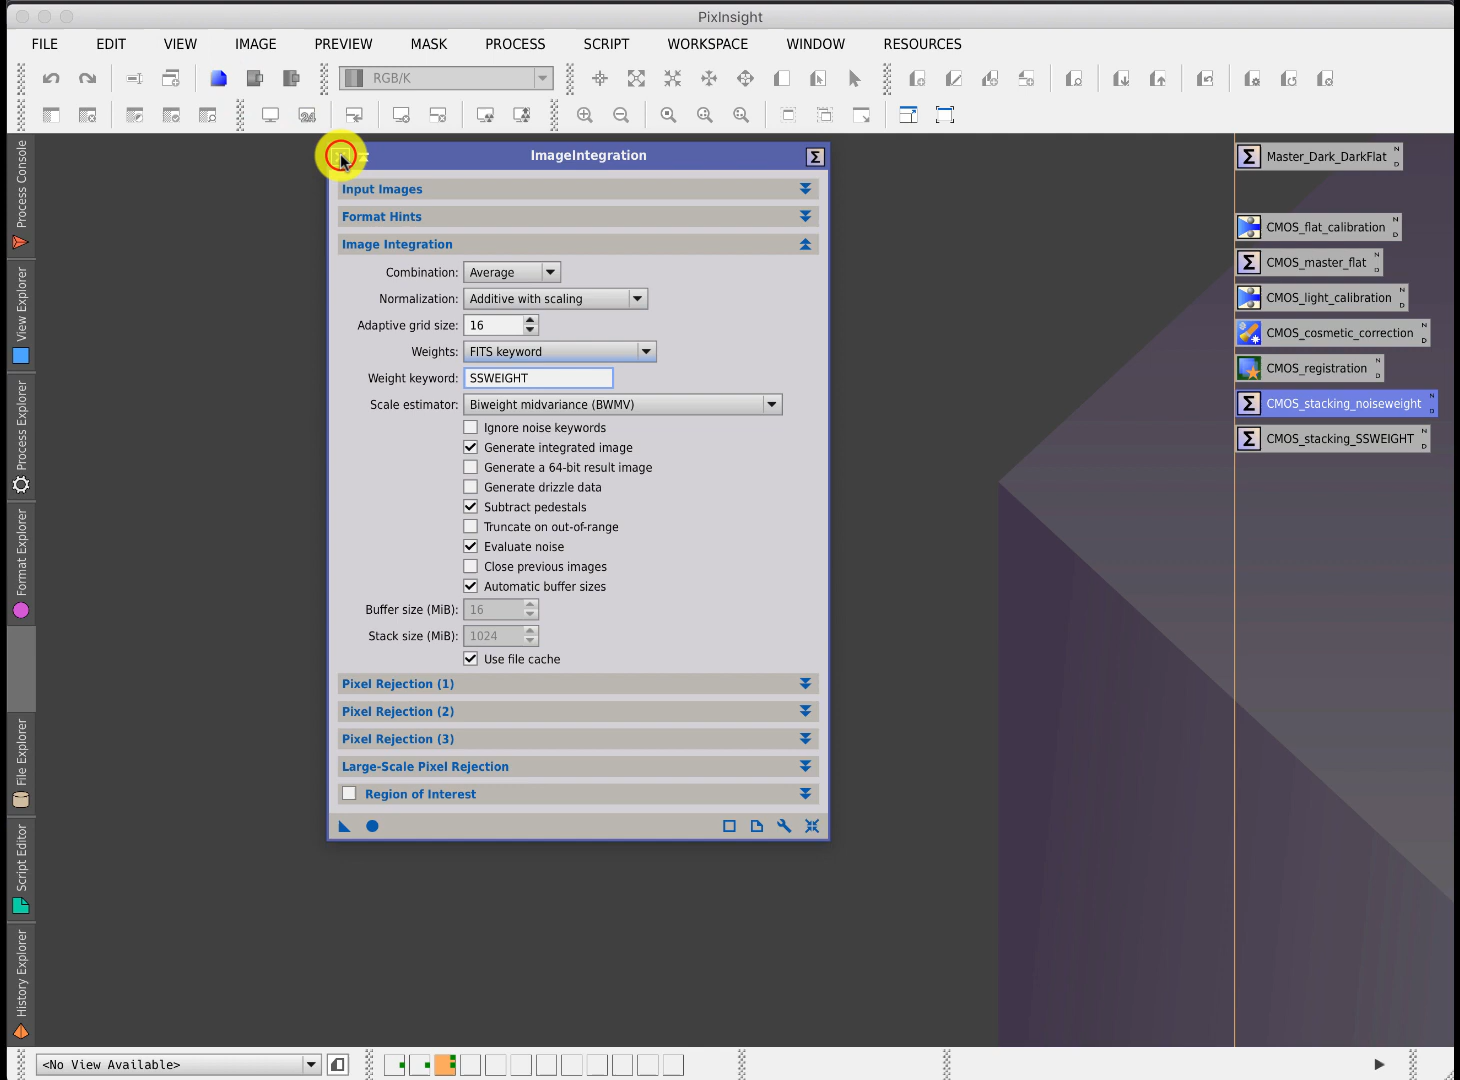 PixInsight
FILE EDIT VIEW IMAGE PREVIEW MASK PROCESS SCRIPT WORKSPACE WINDOW RESOURCES
RGB/K
Process Console
View Explorer
Process Explorer
Format Explorer
File Explorer
Script Editor
History Explorer
ImageIntegration
Input Images
Format Hints
Image Integration
Combination: Average
Normalization: Additive with scaling
Adaptive grid size: 16
Weights: FITS keyword
Weight keyword: SSWEIGHT
Scale estimator: Biweight midvariance (BWMV)
Ignore noise keywords
Generate integrated image
Generate a 64-bit result image
Generate drizzle data
Subtract pedestals
Truncate on out-of-range
Evaluate noise
Close previous images
Automatic buffer sizes
Buffer size (MiB): 16
Stack size (MiB): 1024
Use file cache
Pixel Rejection (1)
Pixel Rejection (2)
Pixel Rejection (3)
Large-Scale Pixel Rejection
Region of Interest
Master_Dark_DarkFlat N D
CMOS_flat_calibration N D
CMOS_master_flat N D
CMOS_light_calibration N D
CMOS_cosmetic_correction N D
CMOS_registration N D
CMOS_stacking_noiseweight N D
CMOS_stacking_SSWEIGHT N D
<No View Available>